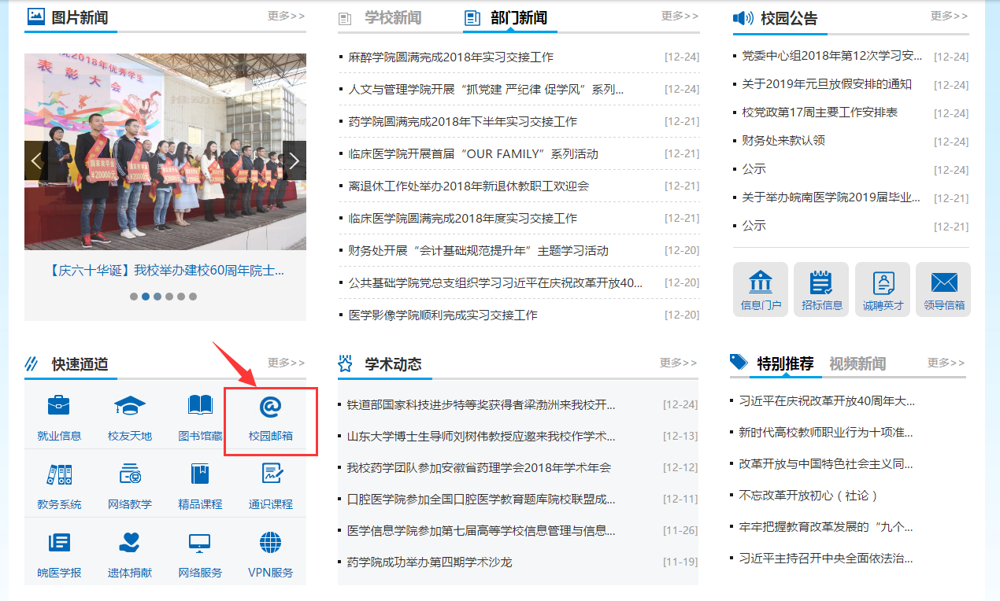 图片新闻
更多>>
2018年优秀学生
表彰大会
国家奖学金
¥20000元
¥20000元
【庆六十华诞】我校举办建校60周年院士...
学校新闻
部门新闻
更多>>
麻醉学院圆满完成2018年实习交接工作
[12-24]
人文与管理学院开展“抓党建 严纪律 促学风”系列...
[12-24]
药学院圆满完成2018年下半年实习交接工作
[12-21]
临床医学院开展首届“OUR FAMILY”系列活动
[12-21]
离退休工作处举办2018年新退休教职工欢迎会
[12-21]
临床医学院圆满完成2018年度实习交接工作
[12-21]
财务处开展“会计基础规范提升年”主题学习活动
[12-20]
公共基础学院党总支组织学习习近平在庆祝改革开放40...
[12-20]
医学影像学院顺利完成实习交接工作
[12-20]
校园公告
更多>>
党委中心组2018年第12次学习安...
[12-24]
关于2019年元旦放假安排的通知
[12-24]
校党政第17周主要工作安排表
[12-24]
财务处来款认领
[12-24]
公示
[12-24]
关于举办皖南医学院2019届毕业...
[12-21]
公示
[12-21]
信息门户
招标信息
诚聘英才
领导信箱
快速通道
更多>>
就业信息
校友天地
图书馆藏
校园邮箱
教务系统
网络教学
精品课程
通识课程
皖医学报
遗体捐献
网络服务
VPN服务
学术动态
更多>>
铁道部国家科技进步特等奖获得者梁渤洲来我校开...
[12-24]
山东大学博士生导师刘树伟教授应邀来我校作学术...
[12-13]
我校药学团队参加安徽省药理学会2018年学术年会
[12-12]
口腔医学院参加全国口腔医学教育题库院校联盟成...
[12-11]
医学信息学院参加第七届高等学校信息管理与信息...
[11-26]
药学院成功举办第四期学术沙龙
[11-19]
特别推荐
视频新闻
更多>>
习近平在庆祝改革开放40周年大...
新时代高校教师职业行为十项准...
改革开放与中国特色社会主义同...
不忘改革开放初心（社论）
牢牢把握教育改革发展的“九个...
习近平主持召开中央全面依法治...